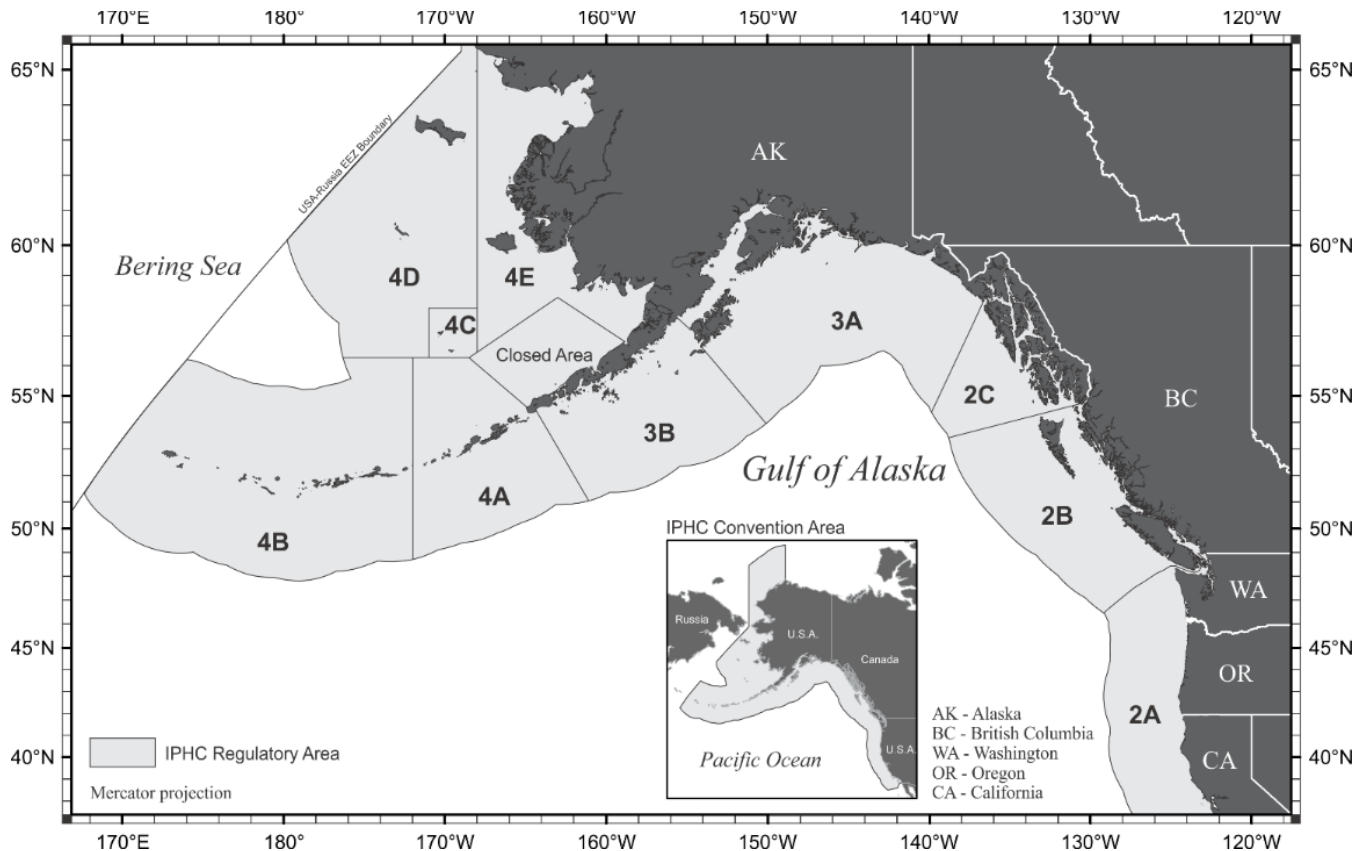 170°E 180° 170°W 160°W 150°W 140°W 130°W 120°W
65°N 65°N
USA-Russia EEZ Boundary
AK
60°N 60°N
Bering Sea
4D 4E
3A
4C
Closed Area
55°N 55°N
2C BC
3B
Gulf of Alaska
4A
2B
50°N 50°N
4B
IPHC Convention Area
WA
Russia U.S.A.
Canada
45°N 45°N
OR
AK - Alaska
2A
BC - British Columbia
U.S.A.
IPHC Regulatory Area
WA - Washington
40°N 40°N
Pacific Ocean
CA
OR - Oregon
Mercator projection
CA - California
170°E 180° 170°W 160°W 150°W 140°W 130°W 120°W